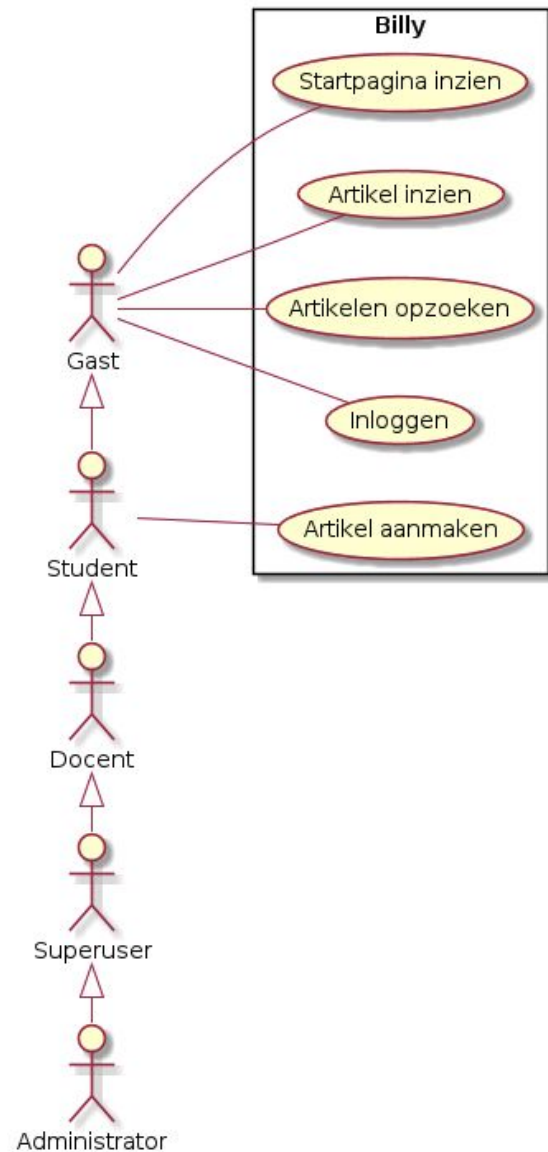 Billy
Startpagina inzien
Artikel inzien
Artikelen opzoeken
Gast
Inloggen
Artikel aanmaken
Student
Docent
Superuser
Administrator